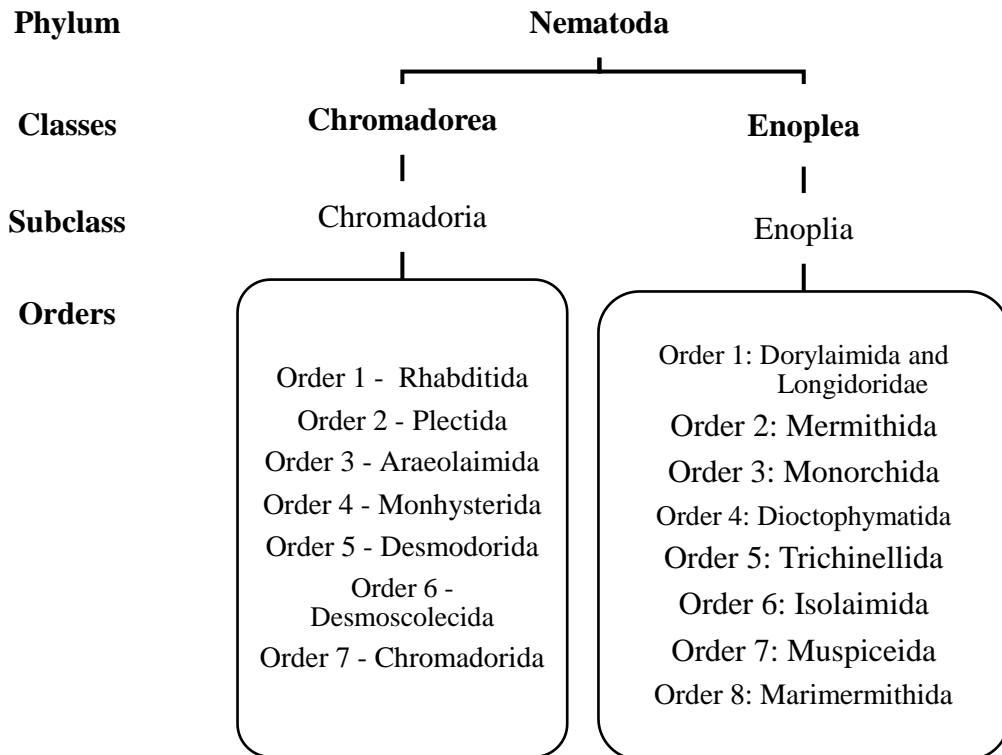 Phylum
Nematoda
Classes
Chromadorea
Enoplea
Subclass
Chromadoria
Enoplia
Orders
Order 1 - Rhabditida
Order 2 - Plectida
Order 3 - Araeolaimida
Order 4 - Monhysterida
Order 5 - Desmodorida
Order 6 -
Desmoscolecida
Order 7 - Chromadorida
Order 1: Dorylaimida and
Longidoridae
Order 2: Mermithida
Order 3: Monorchida
Order 4: Dioctophymatida
Order 5: Trichinellida
Order 6: Isolaimida
Order 7: Muspiceida
Order 8: Marimermithida